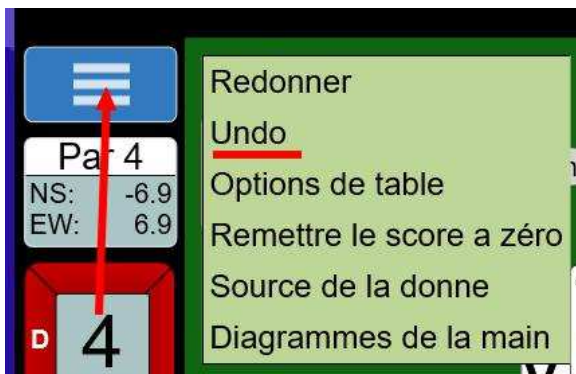 Par 4
NS: -6.9
EW: 6.9
D 4
Redonner
Undo
Options de table
Remettre le score a zéro
Source de la donne
Diagrammes de la main